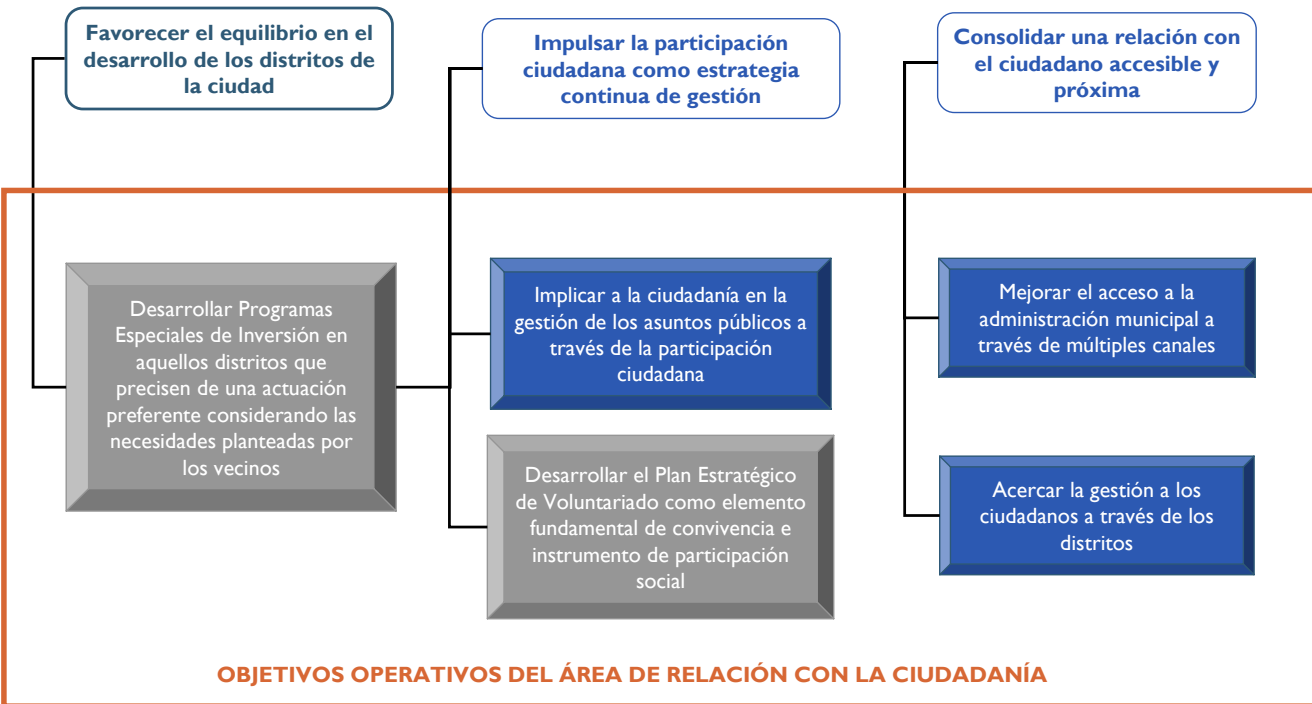 Favorecer el equilibrio en el
desarrollo de los distritos de
la ciudad
Impulsar la participación
ciudadana como estrategia
continua de gestión
Consolidar una relación con
el ciudadano accesible y
próxima
Desarrollar Programas
Especiales de Inversión en
aquellos distritos que
precisen de una actuación
preferente considerando las
necesidades planteadas por
los vecinos
Implicar a la ciudadanía en la
gestión de los asuntos públicos a
través de la participación
ciudadana
Desarrollar el Plan Estratégico
de Voluntariado como elemento
fundamental de convivencia e
instrumento de participación
social
Mejorar el acceso a la
administración municipal a
través de múltiples canales
Acercar la gestión a los
ciudadanos a través de los
distritos
OBJETIVOS OPERATIVOS DEL ÁREA DE RELACIÓN CON LA CIUDADANÍA